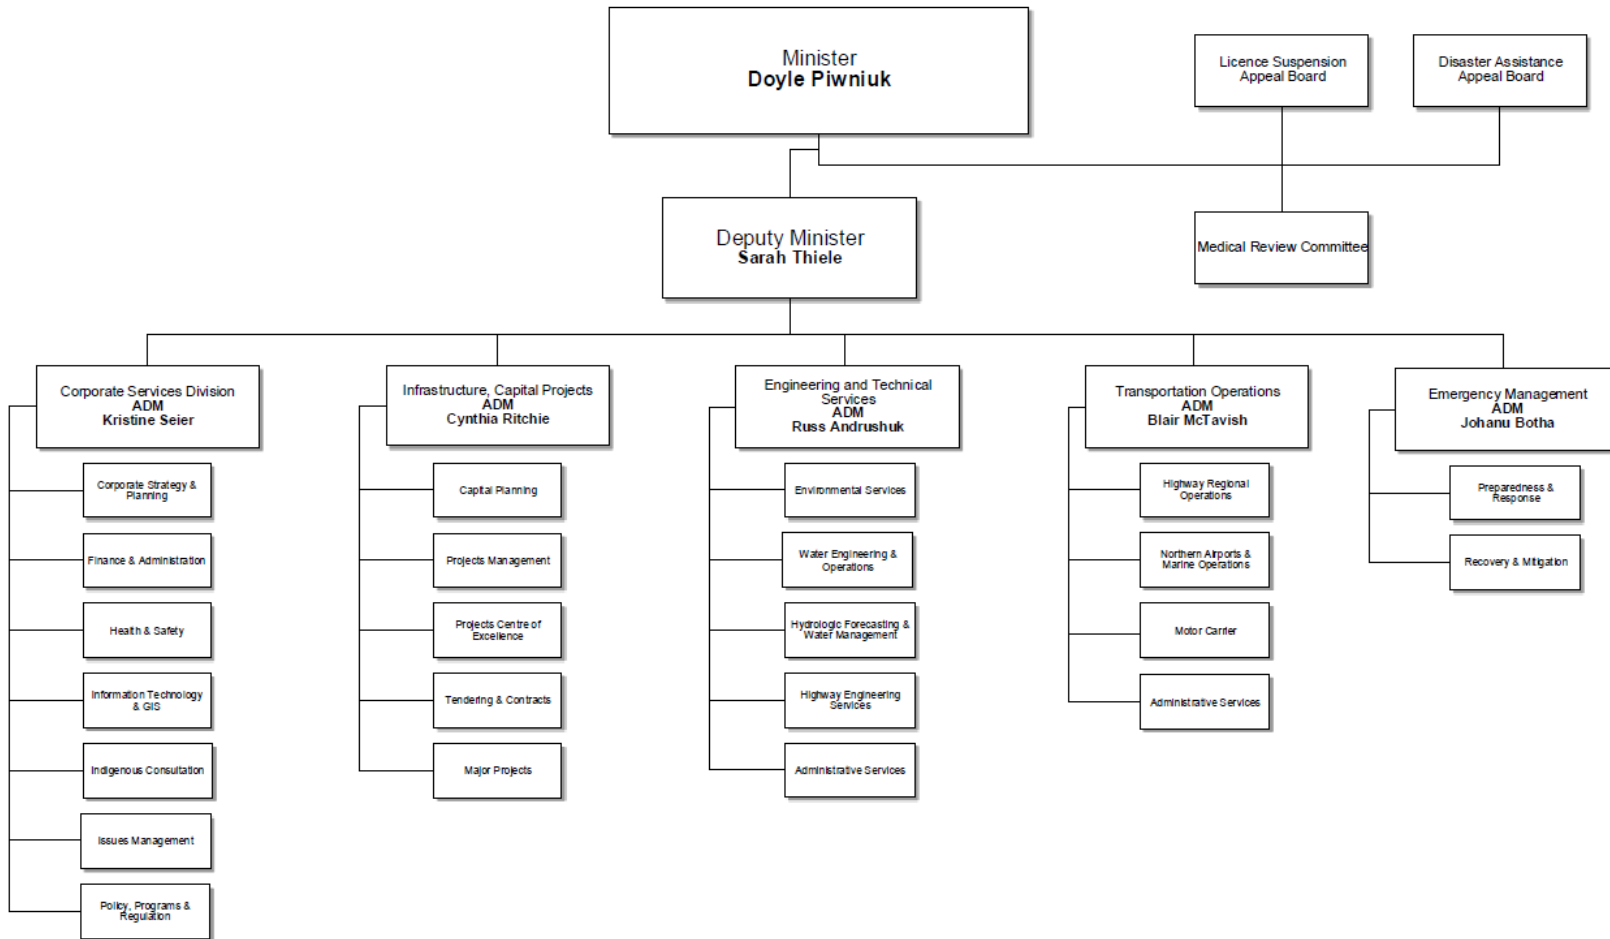 Minister
Doyle Piwniuk
Licence Suspension
Appeal Board
Disaster Assistance
Appeal Board
Deputy Minister
Sarah Thiele
Medical Review Committee
Corporate Services Division
ADM
Kristine Seier
Infrastructure, Capital Projects
ADM
Cynthia Ritchie
Engineering and Technical
Services
ADM
Russ Andrushuk
Transportation Operations
ADM
Blair McTavish
Emergency Management
ADM
Johanu Botha
Corporate Strategy &
Planning
Finance & Administration
Health & Safety
Information Technology
& GIS
Indigenous Consultation
Issues Management
Policy, Programs &
Regulation
Capital Planning
Projects Management
Projects Centre of
Excellence
Tendering & Contracts
Major Projects
Environmental Services
Water Engineering &
Operations
Hydrologic Forecasting &
Water Management
Highway Engineering
Services
Administrative Services
Highway Regional
Operations
Northern Airports &
Marine Operations
Motor Carrier
Administrative Services
Preparedness &
Response
Recovery & Mitigation